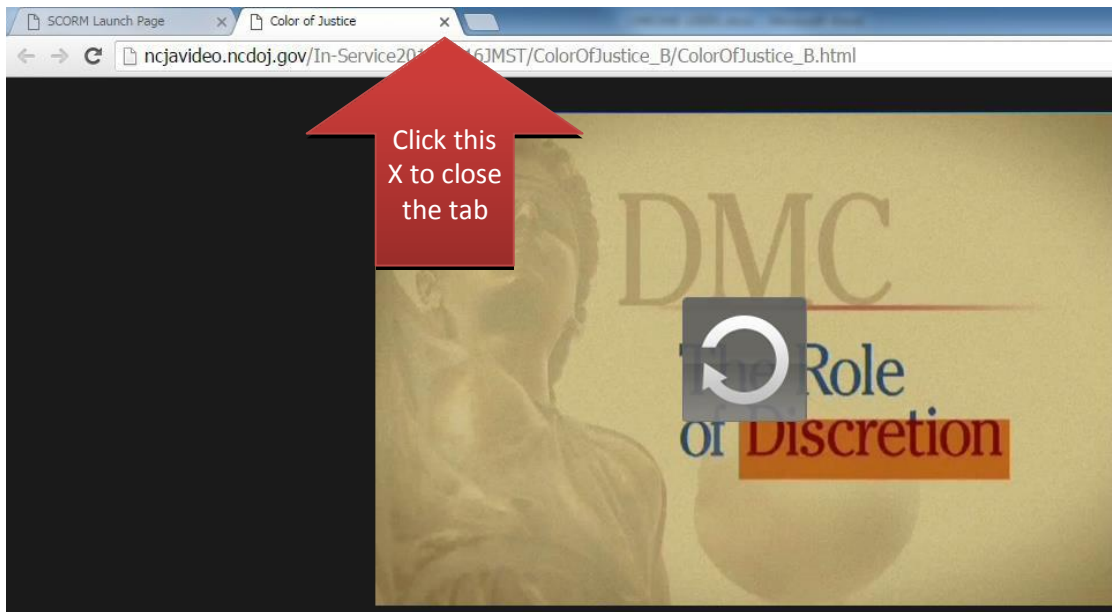 SCORM Launch Page
Color of Justice
ncjavideo.ncdoj.gov/In-Service20 6JMST/ColorOfJustice_B/ColorOfJustice_B.html
Click this
X to close
the tab
DMC
The Role
of Discretion